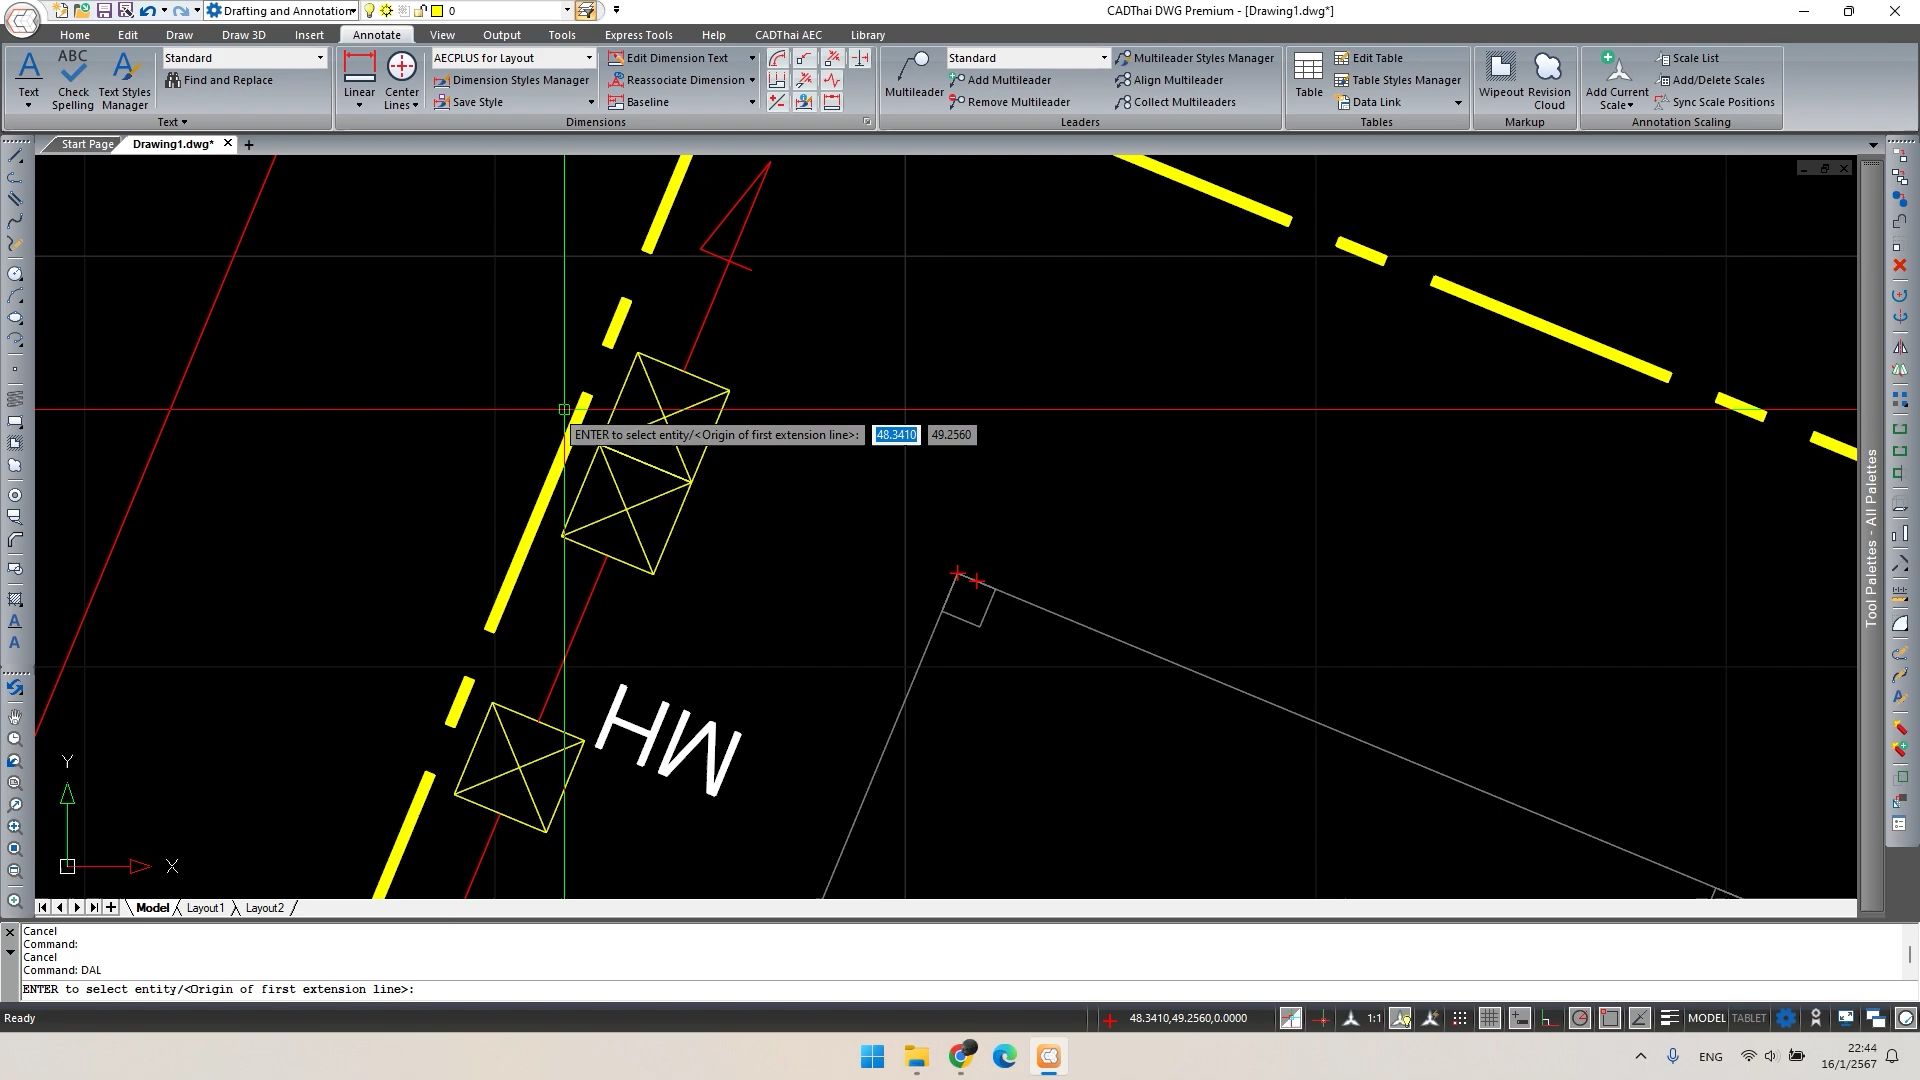 Drafting and Annotation
0
CADThai DWG Premium - [Drawing1.dwg*]
Home Edit Draw Draw 3D Insert Annotate View Output Tools Express Tools Help CADThai AEC Library
Text
ABC
Check Spelling
Text Styles Manager
Standard
Find and Replace
Text
Linear
Center Lines
AECPLUS for Layout
Dimension Styles Manager
Save Style
Edit Dimension Text
Reassociate Dimension
Baseline
Dimensions
Multileader
Standard
Add Multileader
Remove Multileader
Multileader Styles Manager
Align Multileader
Collect Multileaders
Leaders
Table
Edit Table
Table Styles Manager
Data Link
Tables
Wipeout
Revision Cloud
Markup
Add Current Scale
Scale List
Add/Delete Scales
Sync Scale Positions
Annotation Scaling
Start Page
Drawing1.dwg*
ENTER to select entity/<Origin of first extension line>: 48.3410 49.2560
MH
Y
X
Tool Palettes - All Palettes
Model Layout1 Layout2
Cancel
Command:
Cancel
Command: DAL
ENTER to select entity/<Origin of first extension line>:
Ready
48.3410,49.2560,0.0000
1:1
MODEL TABLET
ENG
22:44
16/1/2567